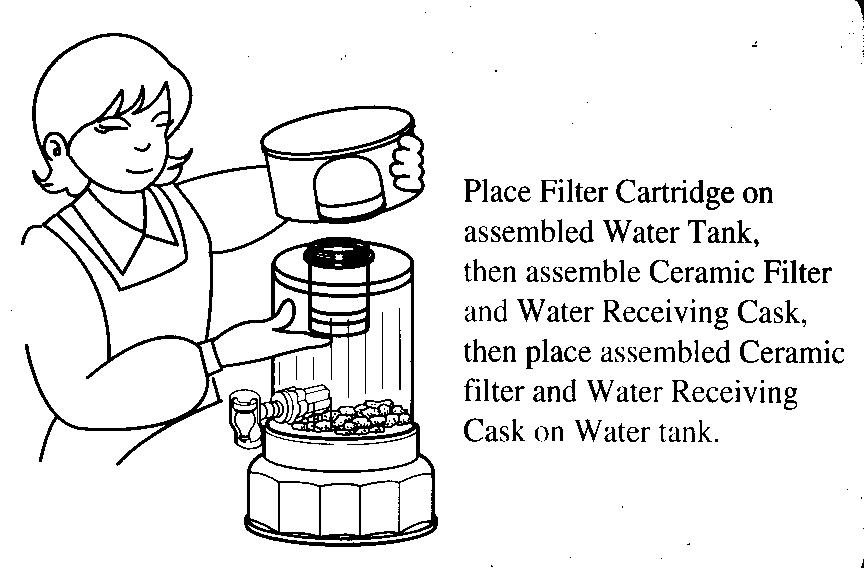 Place Filter Cartridge on
assembled Water Tank,
then assemble Ceramic Filter
and Water Receiving Cask,
then place assembled Ceramic
filter and Water Receiving
Cask on Water tank.